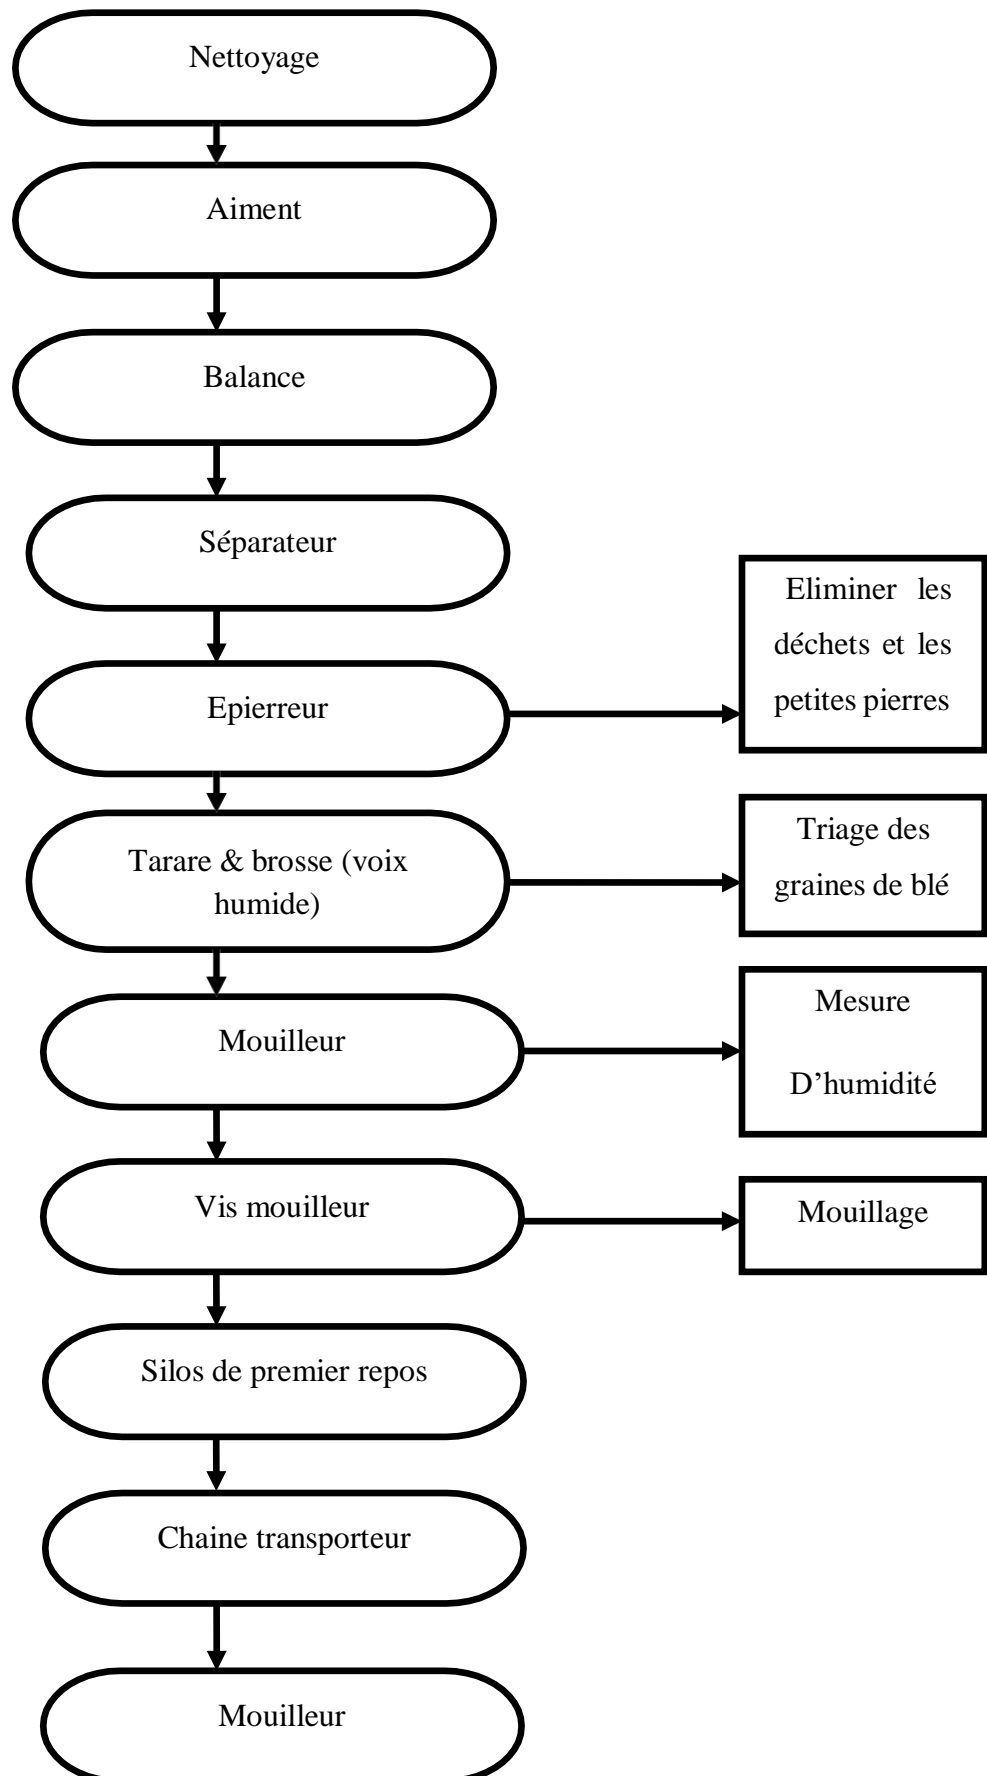 Nettoyage
Aiment
Balance
Séparateur
Epierreur
Eliminer les
déchets et les
petites pierres
Tarare & brosse (voix
humide)
Triage des
graines de blé
Mouilleur
Mesure
D’humidité
Vis mouilleur
Mouillage
Silos de premier repos
Chaine transporteur
Mouilleur